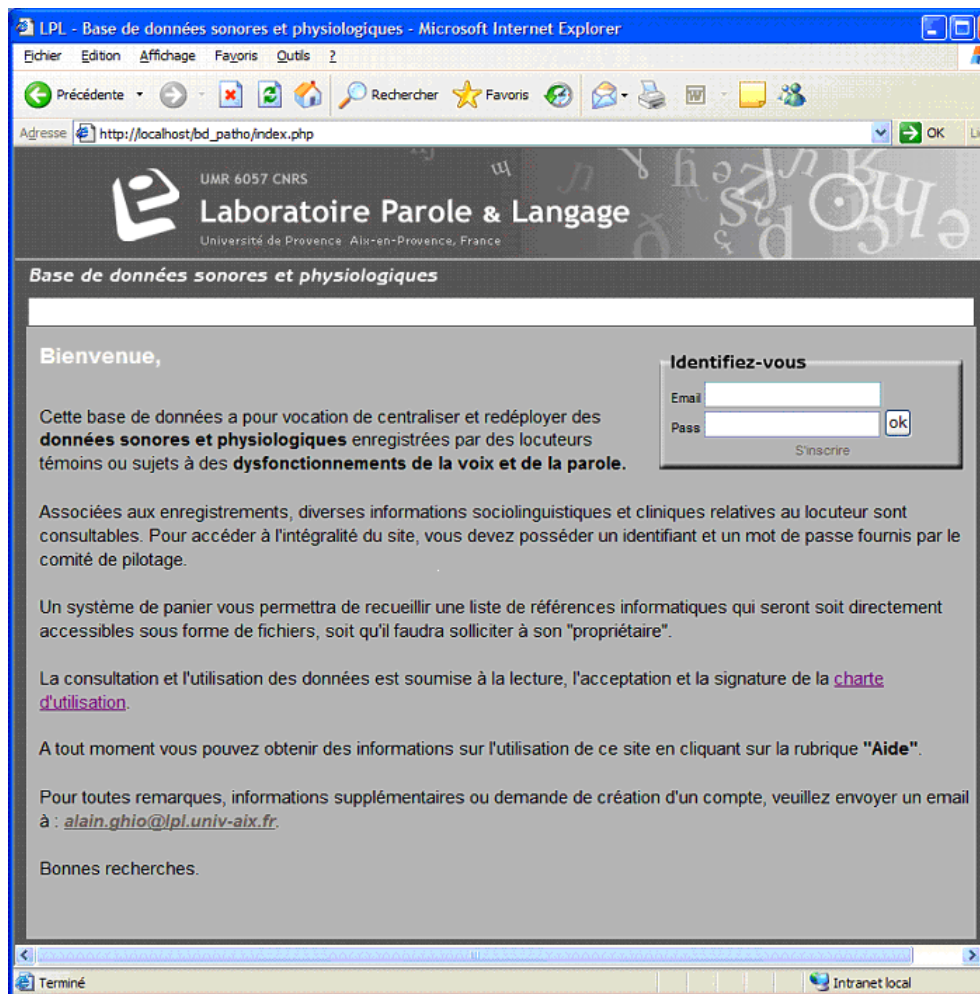 LPL - Base de données sonores et physiologiques - Microsoft Internet Explorer
Fichier Edition Affichage Favoris Outils ?
Précédente Rechercher Favoris
Adresse http://localhost/bd_patho/index.php OK
UMR 6057 CNRS
Laboratoire Parole & Langage
Université de Provence Aix-en-Provence, France
Base de données sonores et physiologiques
Bienvenue,
Identifiez-vous
Email
Pass ok
S'inscrire
Cette base de données a pour vocation de centraliser et redéployer des
données sonores et physiologiques enregistrées par des locuteurs
témoins ou sujets à des dysfonctionnements de la voix et de la parole.
Associées aux enregistrements, diverses informations sociolinguistiques et cliniques relatives au locuteur sont
consultables. Pour accéder à l'intégralité du site, vous devez posséder un identifiant et un mot de passe fournis par le
comité de pilotage.
Un système de panier vous permettra de recueillir une liste de références informatiques qui seront soit directement
accessibles sous forme de fichiers, soit qu'il faudra solliciter à son "propriétaire".
La consultation et l'utilisation des données est soumise à la lecture, l'acceptation et la signature de la charte
d'utilisation.
A tout moment vous pouvez obtenir des informations sur l'utilisation de ce site en cliquant sur la rubrique "Aide".
Pour toutes remarques, informations supplémentaires ou demande de création d'un compte, veuillez envoyer un email
à : alain.ghio@lpl.univ-aix.fr.
Bonnes recherches.
Terminé Intranet local